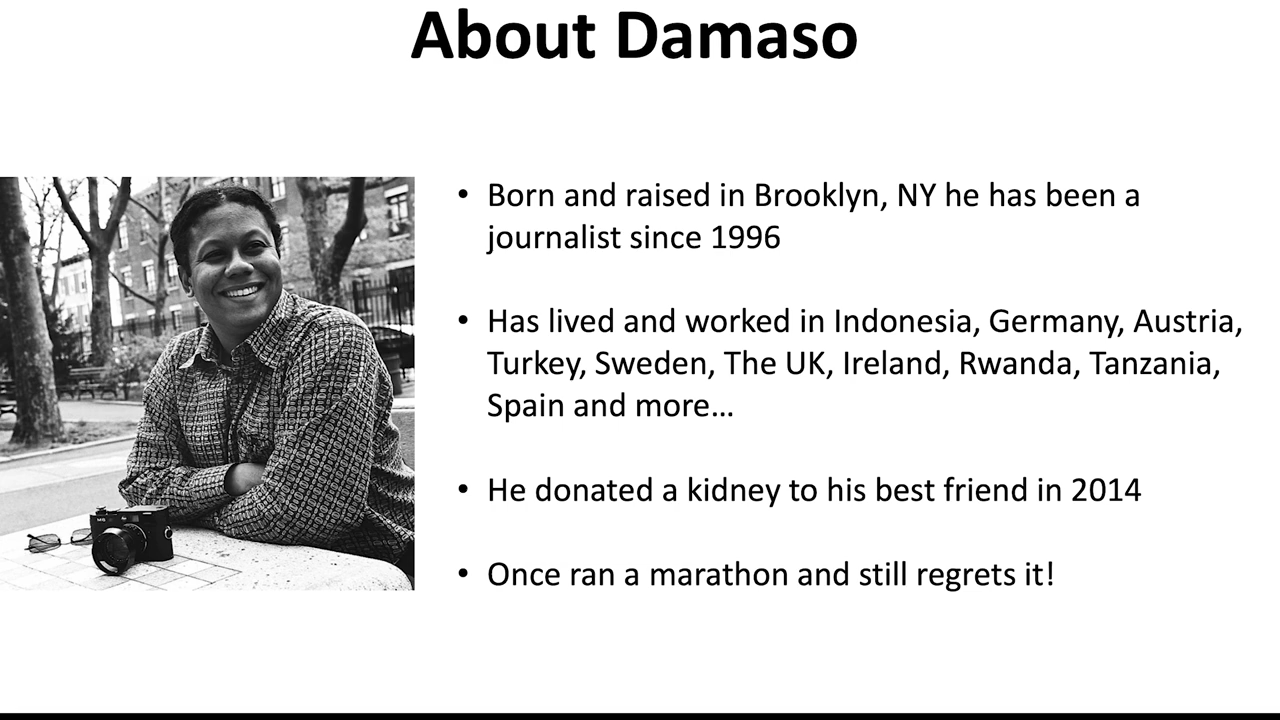 About Damaso
• Born and raised in Brooklyn, NY he has been a
journalist since 1996
• Has lived and worked in Indonesia, Germany, Austria,
Turkey, Sweden, The UK, Ireland, Rwanda, Tanzania,
Spain and more…
• He donated a kidney to his best friend in 2014
• Once ran a marathon and still regrets it!
M6